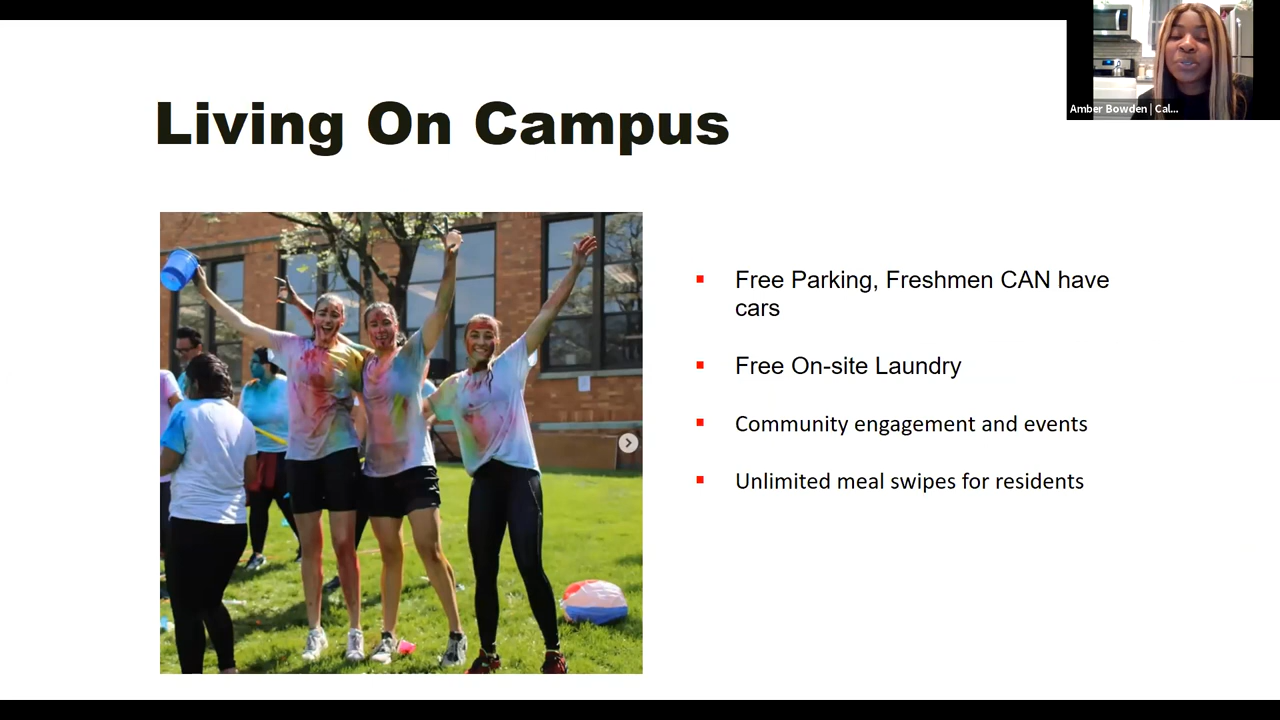 Amber Bowden | Cal...
Living On Campus
Free Parking, Freshmen CAN have
cars
Free On-site Laundry
Community engagement and events
Unlimited meal swipes for residents